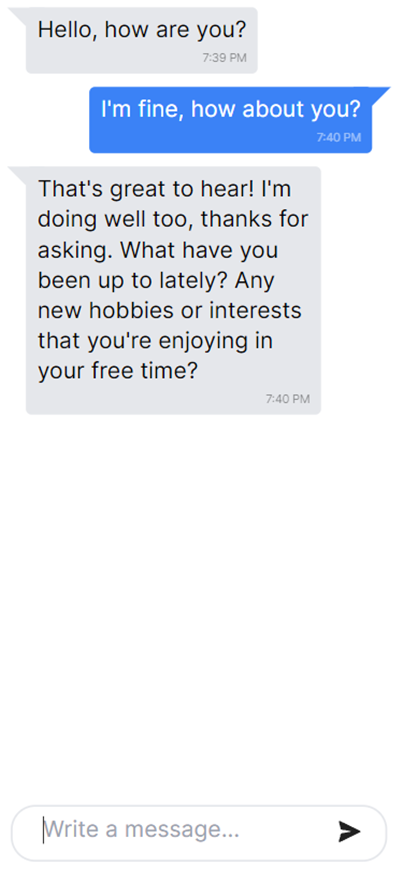 Hello, how are you?
7:39 PM
I'm fine, how about you?
7:40 PM
That's great to hear! I'm
doing well too, thanks for
asking. What have you
been up to lately? Any
new hobbies or interests
that you're enjoying in
your free time?
7:40 PM
Write a message...